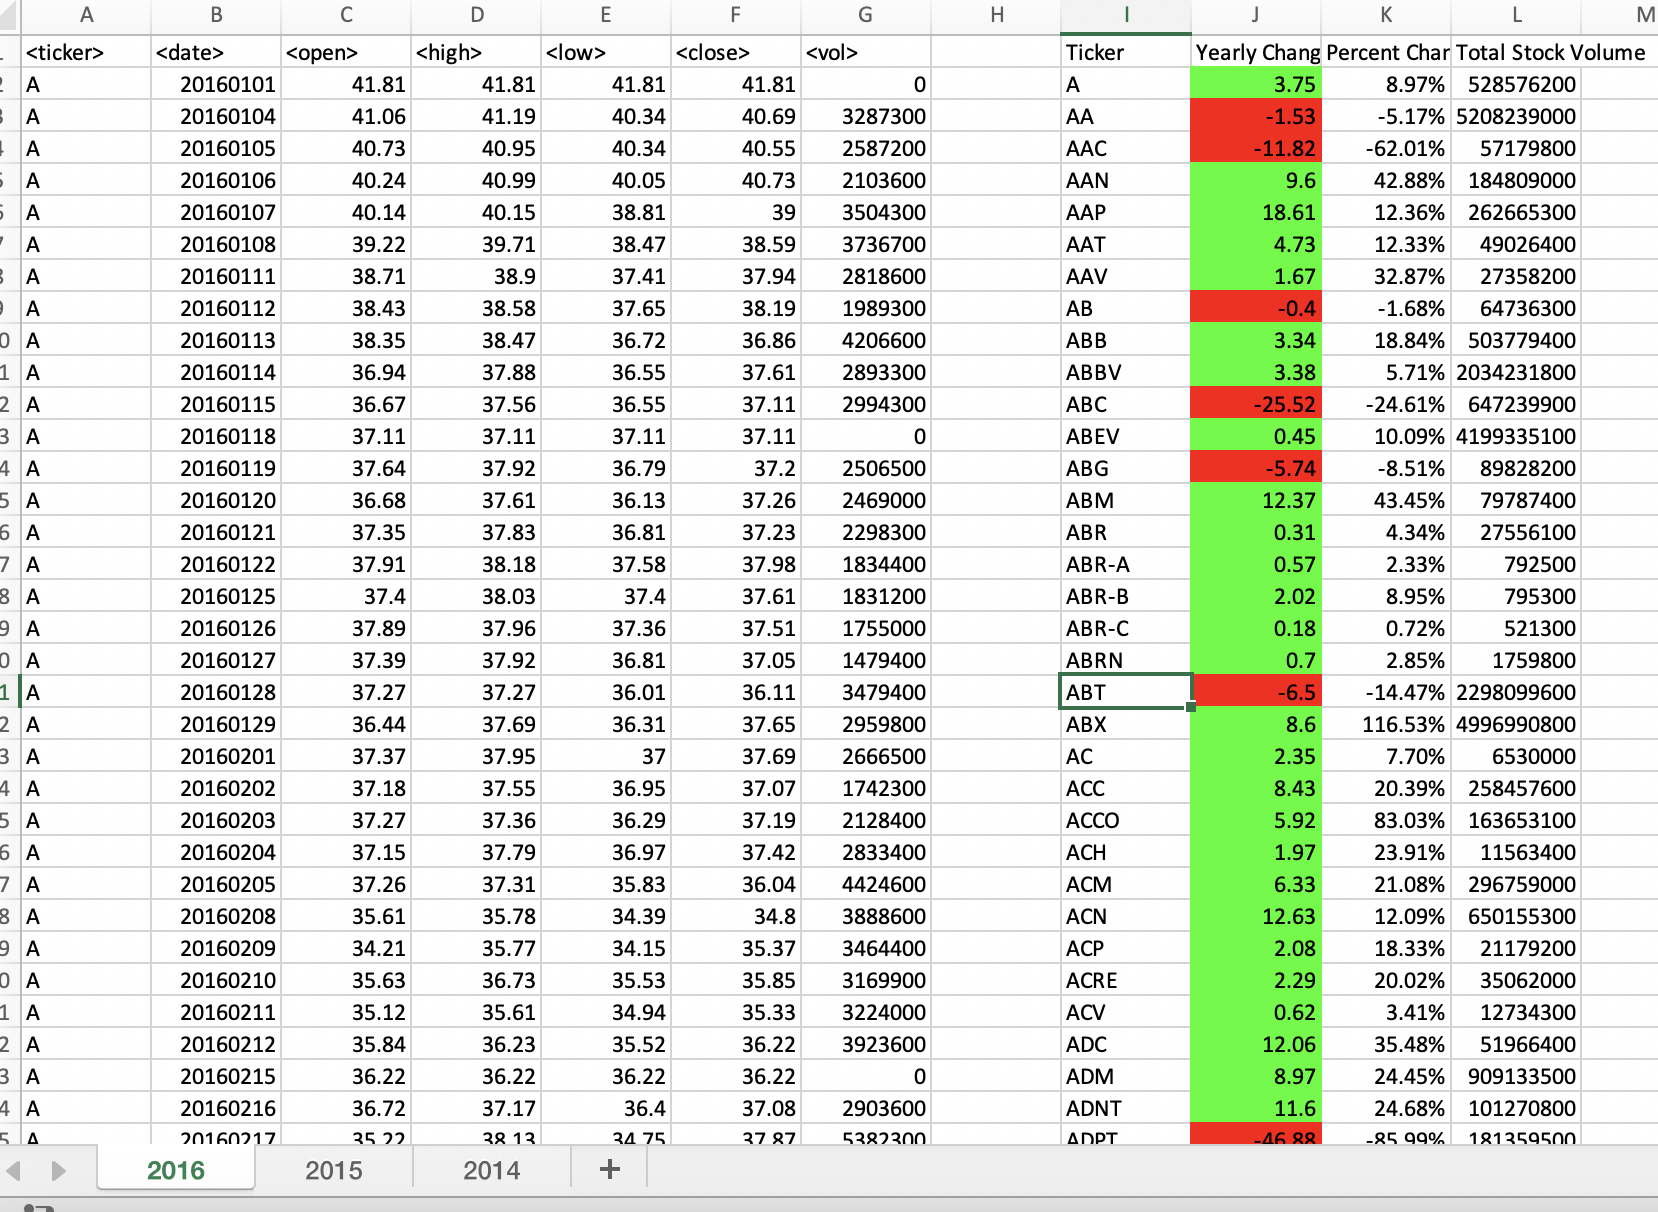 A B C D E F G H I J K L M
<ticker> <date> <open> <high> <low> <close> <vol> Ticker Yearly Chang Percent Char Total Stock Volume
2 A 20160101 41.81 41.81 41.81 41.81 0 A 3.75 8.97% 528576200
3 A 20160104 41.06 41.19 40.34 40.69 3287300 AA -1.53 -5.17% 5208239000
A 20160105 40.73 40.95 40.34 40.55 2587200 AAC -11.82 -62.01% 57179800
5 A 20160106 40.24 40.99 40.05 40.73 2103600 AAN 9.6 42.88% 184809000
6 A 20160107 40.14 40.15 38.81 39 3504300 AAP 18.61 12.36% 262665300
7 A 20160108 39.22 39.71 38.47 38.59 3736700 AAT 4.73 12.33% 49026400
8 A 20160111 38.71 38.9 37.41 37.94 2818600 AAV 1.67 32.87% 27358200
9 A 20160112 38.43 38.58 37.65 38.19 1989300 AB -0.4 -1.68% 64736300
0 A 20160113 38.35 38.47 36.72 36.86 4206600 ABB 3.34 18.84% 503779400
1 A 20160114 36.94 37.88 36.55 37.61 2893300 ABBV 3.38 5.71% 2034231800
2 A 20160115 36.67 37.56 36.55 37.11 2994300 ABC -25.52 -24.61% 647239900
3 A 20160118 37.11 37.11 37.11 37.11 0 ABEV 0.45 10.09% 4199335100
4 A 20160119 37.64 37.92 36.79 37.2 2506500 ABG -5.74 -8.51% 89828200
5 A 20160120 36.68 37.61 36.13 37.26 2469000 ABM 12.37 43.45% 79787400
6 A 20160121 37.35 37.83 36.81 37.23 2298300 ABR 0.31 4.34% 27556100
7 A 20160122 37.91 38.18 37.58 37.98 1834400 ABR-A 0.57 2.33% 792500
8 A 20160125 37.4 38.03 37.4 37.61 1831200 ABR-B 2.02 8.95% 795300
9 A 20160126 37.89 37.96 37.36 37.51 1755000 ABR-C 0.18 0.72% 521300
0 A 20160127 37.39 37.92 36.81 37.05 1479400 ABRN 0.7 2.85% 1759800
1 A 20160128 37.27 37.27 36.01 36.11 3479400 ABT -6.5 -14.47% 2298099600
2 A 20160129 36.44 37.69 36.31 37.65 2959800 ABX 8.6 116.53% 4996990800
3 A 20160201 37.37 37.95 37 37.69 2666500 AC 2.35 7.70% 6530000
4 A 20160202 37.18 37.55 36.95 37.07 1742300 ACC 8.43 20.39% 258457600
5 A 20160203 37.27 37.36 36.29 37.19 2128400 ACCO 5.92 83.03% 163653100
6 A 20160204 37.15 37.79 36.97 37.42 2833400 ACH 1.97 23.91% 11563400
7 A 20160205 37.26 37.31 35.83 36.04 4424600 ACM 6.33 21.08% 296759000
8 A 20160208 35.61 35.78 34.39 34.8 3888600 ACN 12.63 12.09% 650155300
9 A 20160209 34.21 35.77 34.15 35.37 3464400 ACP 2.08 18.33% 21179200
0 A 20160210 35.63 36.73 35.53 35.85 3169900 ACRE 2.29 20.02% 35062000
1 A 20160211 35.12 35.61 34.94 35.33 3224000 ACV 0.62 3.41% 12734300
2 A 20160212 35.84 36.23 35.52 36.22 3923600 ADC 12.06 35.48% 51966400
3 A 20160215 36.22 36.22 36.22 36.22 0 ADM 8.97 24.45% 909133500
4 A 20160216 36.72 37.17 36.4 37.08 2903600 ADNT 11.6 24.68% 101270800
5 A 20160217 35.22 38.13 34.75 37.87 5382300 ADPT -46.88 -85.99% 181359500
2016 2015 2014 +